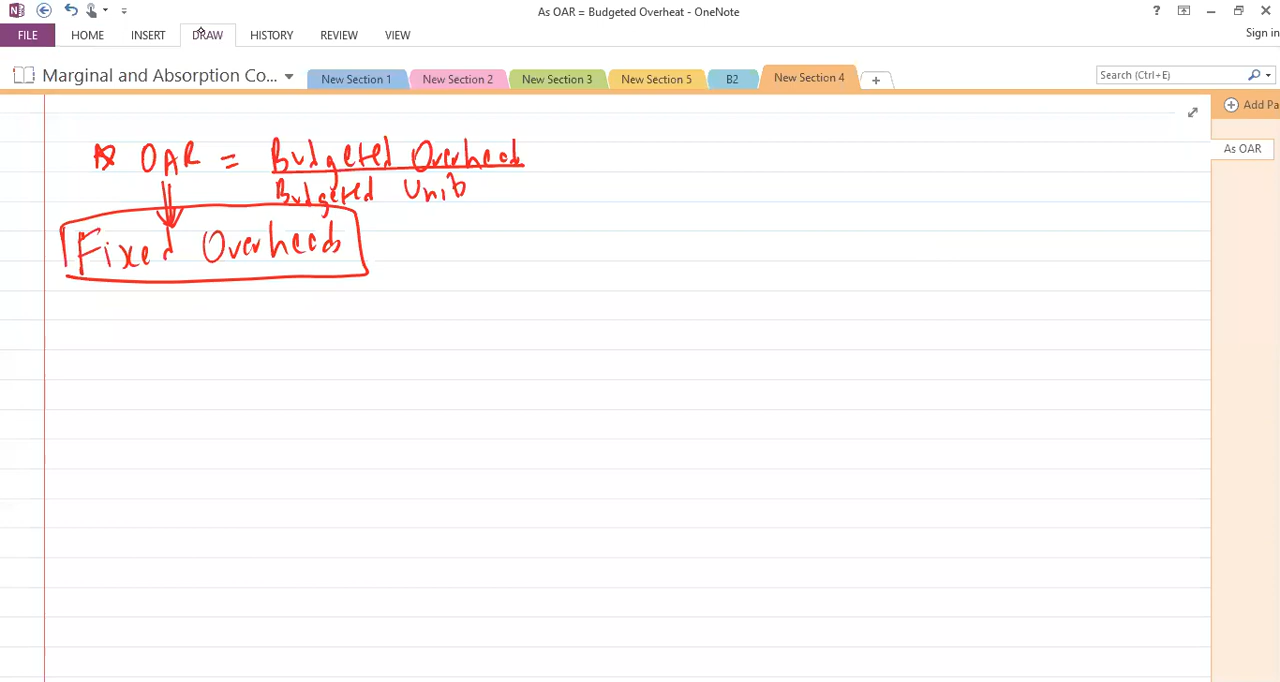 As OAR = Budgeted Overheat - OneNote
?
FILE HOME INSERT DRAW HISTORY REVIEW VIEW
Sign in
Marginal and Absorption Co... New Section 1 New Section 2 New Section 3 New Section 5 B2 New Section 4 +
Search (Ctrl+E)
Add Pa
As OAR
OAR = Budgeted Overheads
Budgeted Units
Fixed Overheads